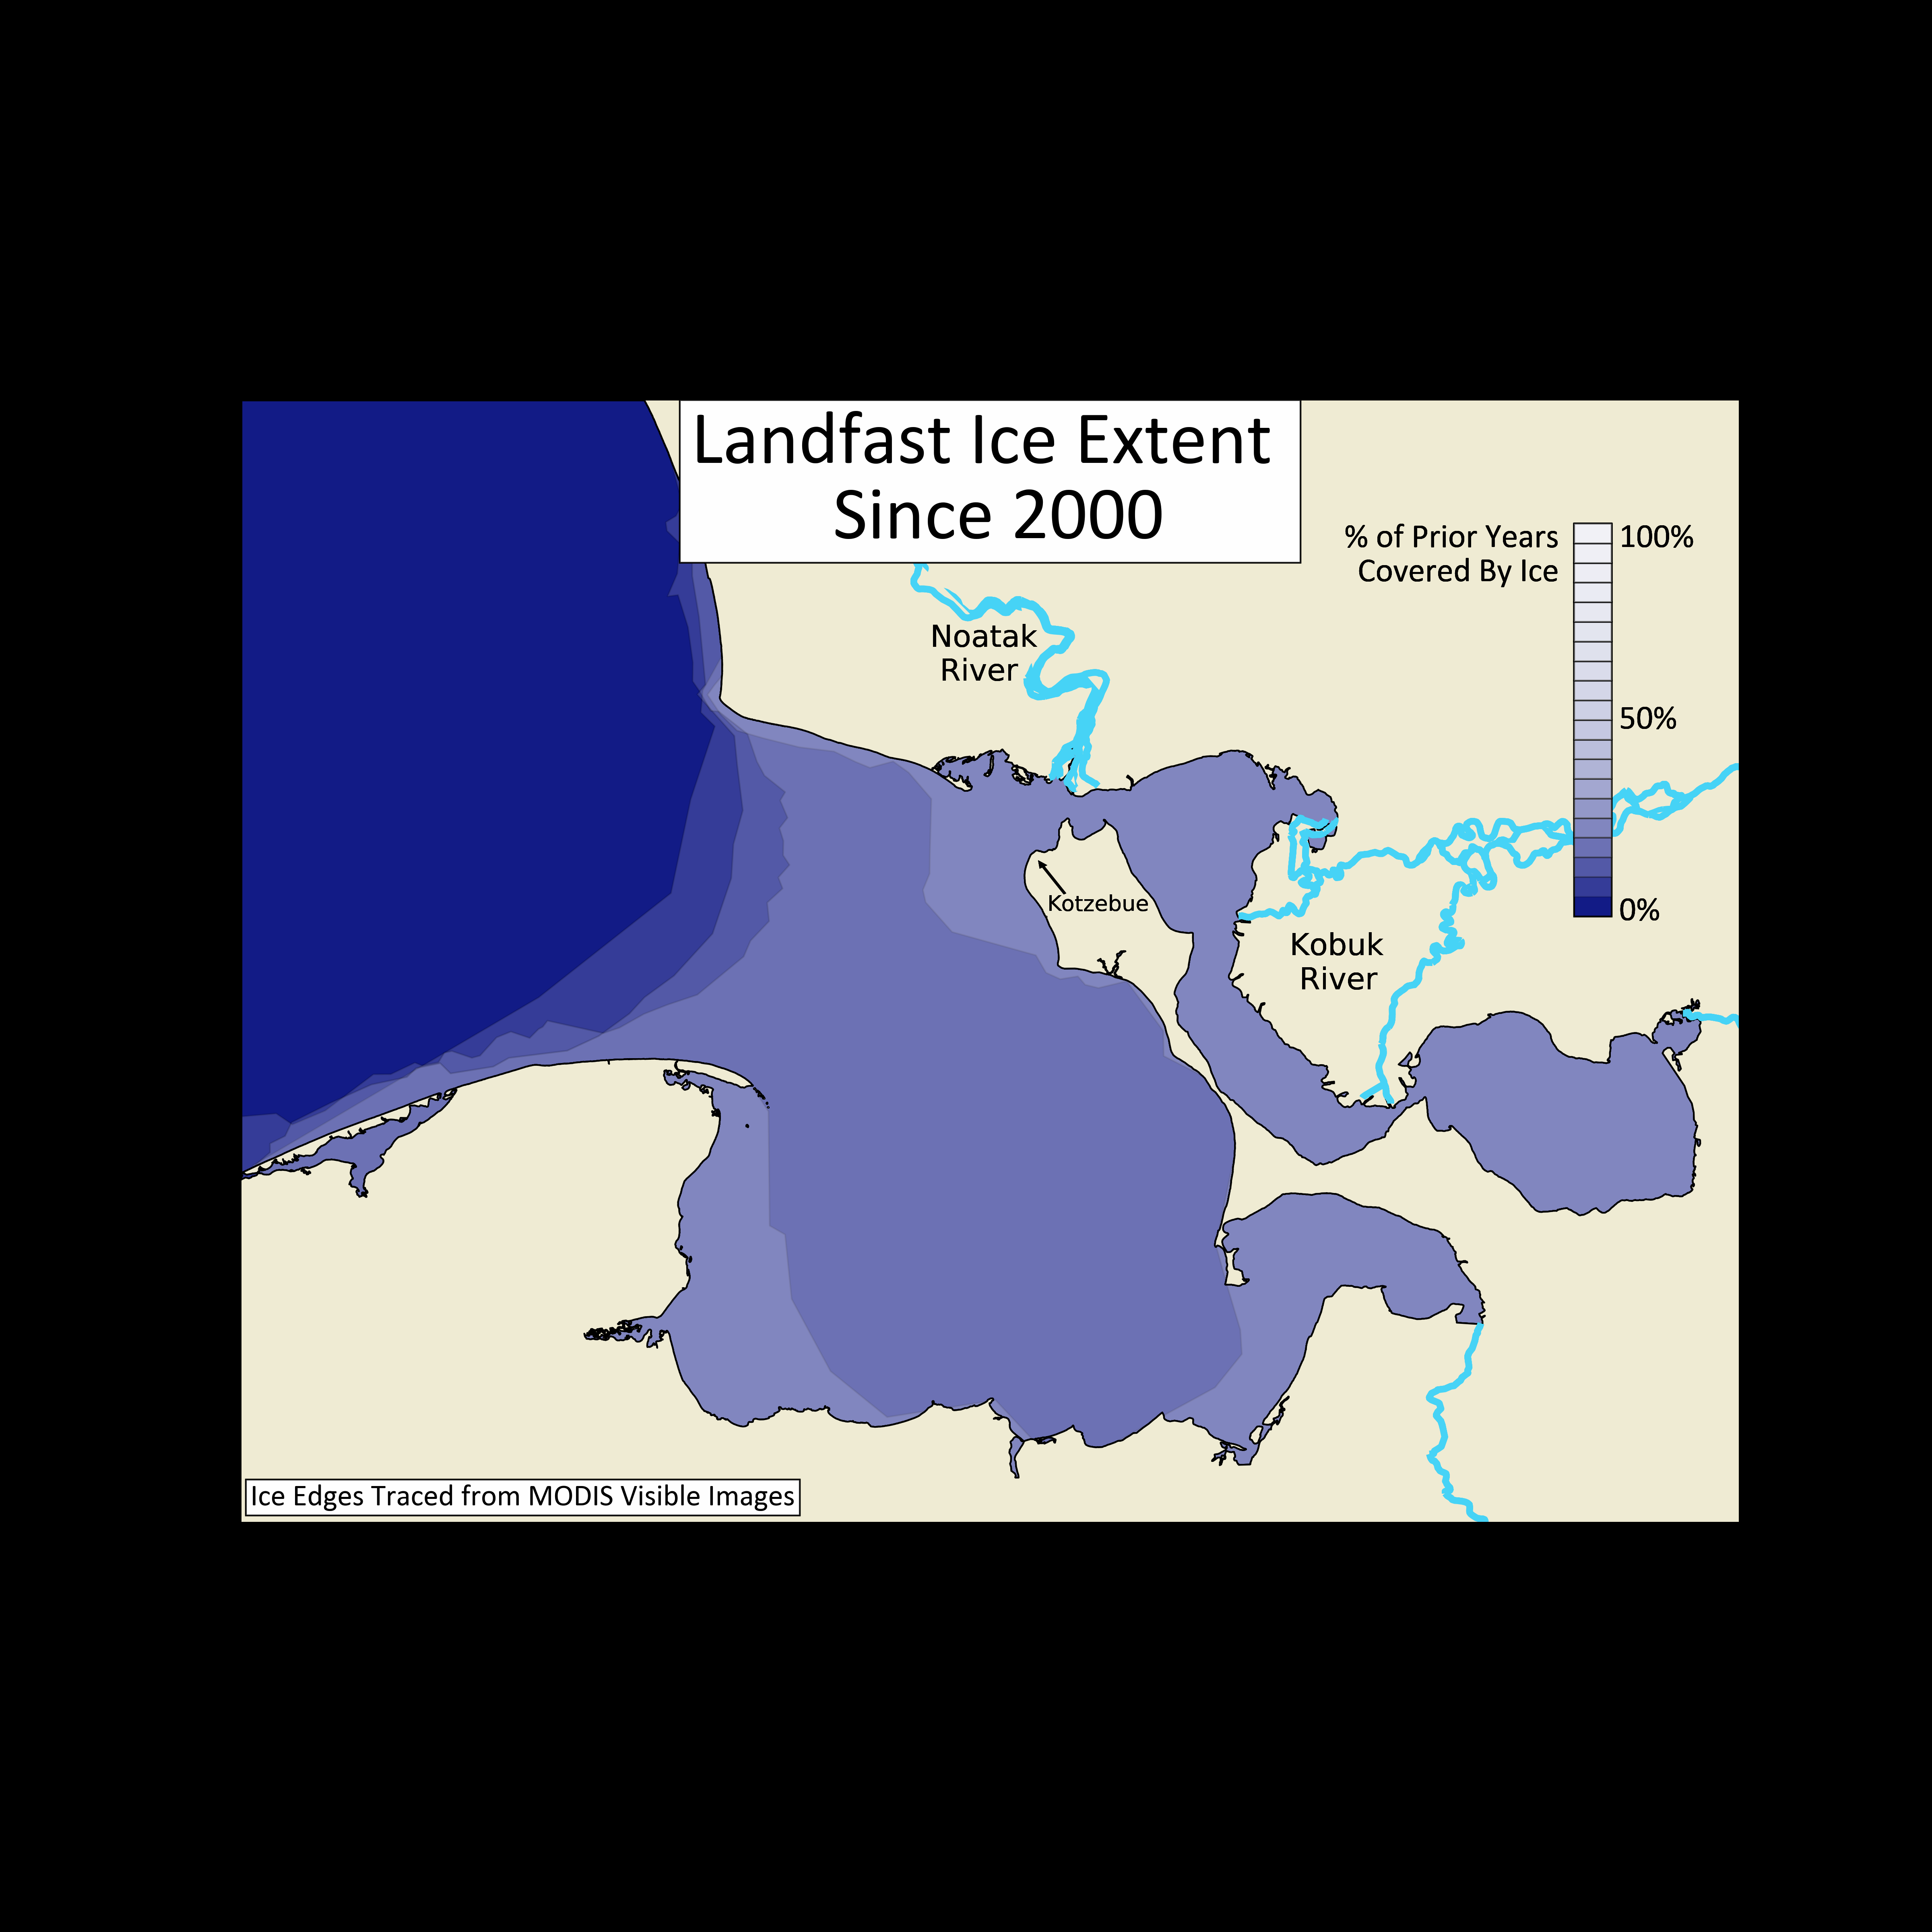 Landfast Ice Extent
Since 2000
% of Prior Years
Covered By Ice
100%
50%
0%
Noatak
River
Kotzebue
Kobuk
River
Ice Edges Traced from MODIS Visible Images